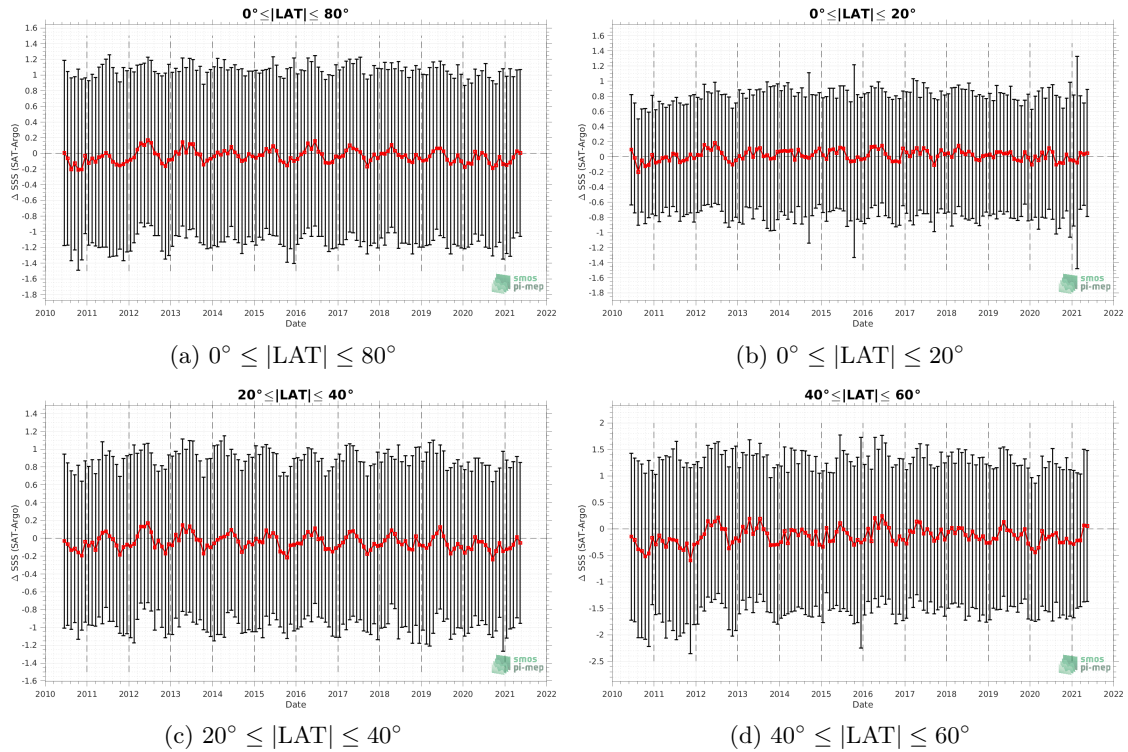 0°≤|LAT|≤ 80°
Δ SSS (SAT-Argo)
1.6
1.4
1.2
1
0.8
0.6
0.4
0.2
0
-0.2
-0.4
-0.6
-0.8
-1
-1.2
-1.4
-1.6
-1.8
smos
pi-mep
2010 2011 2012 2013 2014 2015 2016 2017 2018 2019 2020 2021 2022
Date
(a) 0° ≤ |LAT| ≤ 80°
0°≤|LAT|≤ 20°
Δ SSS (SAT-Argo)
1.6
1.4
1.2
1
0.8
0.6
0.4
0.2
0
-0.2
-0.4
-0.6
-0.8
-1
-1.2
-1.4
-1.6
-1.8
smos
pi-mep
2010 2011 2012 2013 2014 2015 2016 2017 2018 2019 2020 2021 2022
Date
(b) 0° ≤ |LAT| ≤ 20°
20°≤|LAT|≤ 40°
Δ SSS (SAT-Argo)
1.4
1.2
1
0.8
0.6
0.4
0.2
0
-0.2
-0.4
-0.6
-0.8
-1
-1.2
-1.4
-1.6
smos
pi-mep
2010 2011 2012 2013 2014 2015 2016 2017 2018 2019 2020 2021 2022
Date
(c) 20° ≤ |LAT| ≤ 40°
40°≤|LAT|≤ 60°
Δ SSS (SAT-Argo)
2
1.5
1
0.5
0
-0.5
-1
-1.5
-2
-2.5
smos
pi-mep
2010 2011 2012 2013 2014 2015 2016 2017 2018 2019 2020 2021 2022
Date
(d) 40° ≤ |LAT| ≤ 60°